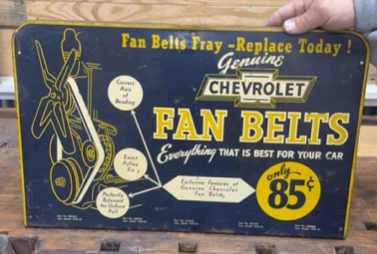 Fan Belts Fray - Replace Today !
Genuine
CHEVROLET
FAN BELTS
Everything THAT IS BEST FOR YOUR CAR
Correct
Axis
of
Bending
Exact
Pulley
Fit
Perfectly
Balanced
for Uniform
Pull
Exclusive Features of
Genuine Chevrolet
Fan Belts
only
85¢